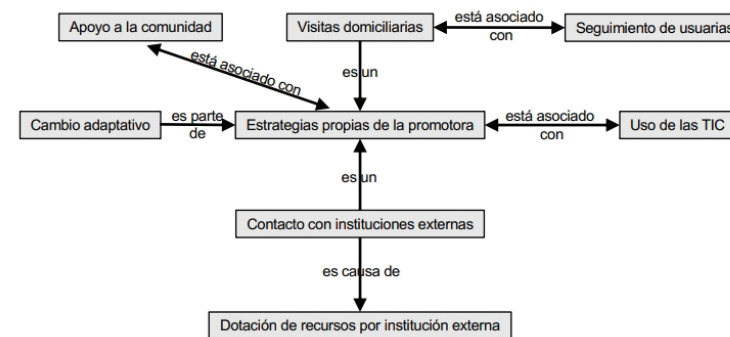 Apoyo a la comunidad
Visitas domiciliarias
está asociado
con
Seguimiento de usuarias
está asociado con
es un
Cambio adaptativo
es parte
de
Estrategias propias de la promotora
está asociado
con
Uso de las TIC
es un
Contacto con instituciones externas
es causa de
Dotación de recursos por institución externa